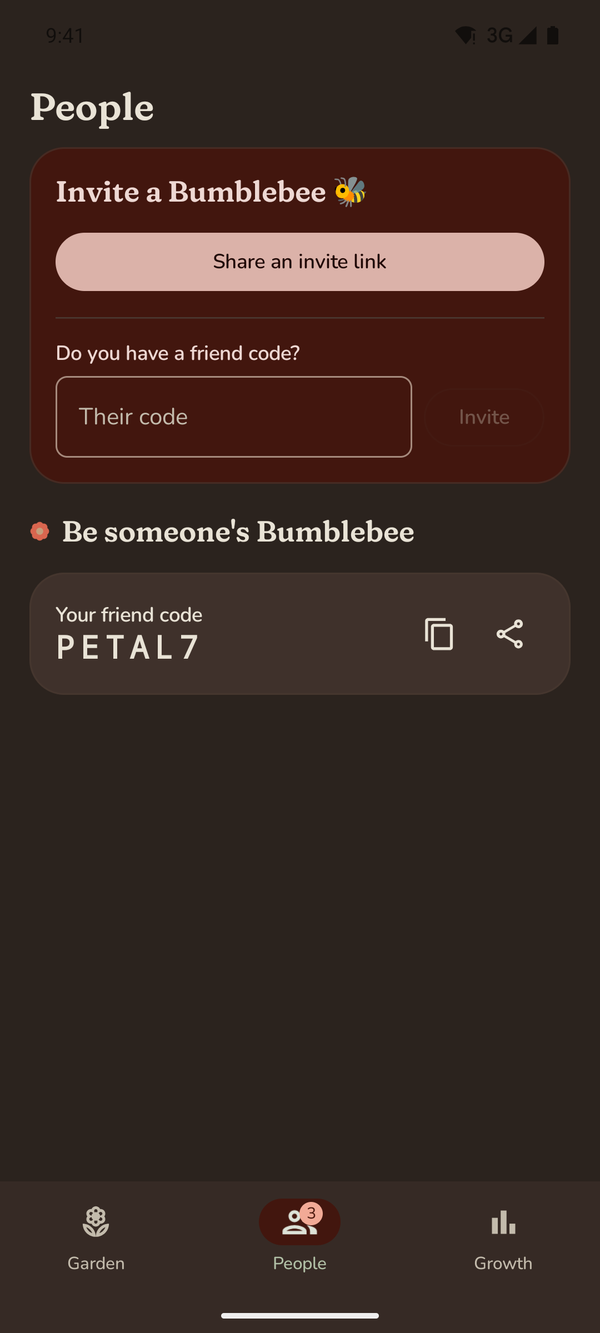 9:41
3G
People
Invite a Bumblebee 🐝
Share an invite link
Do you have a friend code?
Their code
Invite
Be someone's Bumblebee
Your friend code
PETAL7
3
Garden
People
Growth